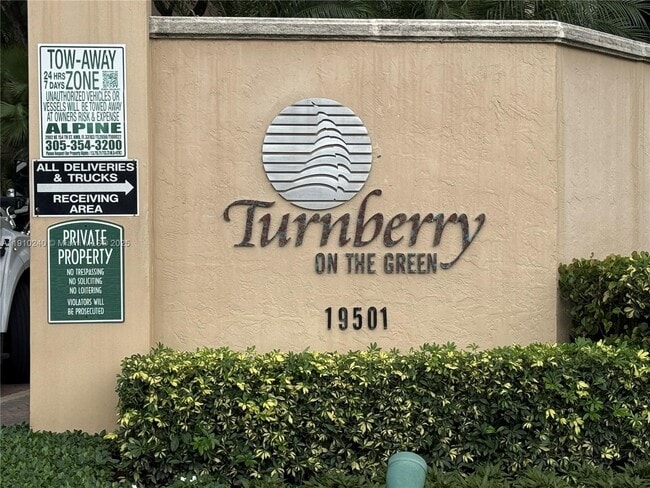 TOW-AWAY
24 HRS
7 DAYS
ZONE
UNAUTHORIZED VEHICLES OR
VESSELS WILL BE TOWED AWAY
AT OWNERS RISK & EXPENSE
ALPINE
305-354-3200
ALL DELIVERIES
& TRUCKS
RECEIVING
AREA
PRIVATE
PROPERTY
NO TRESPASSING
NO SOLICITING
NO LOITERING
VIOLATORS WILL
BE PROSECUTED
Turnberry
ON THE GREEN
19501